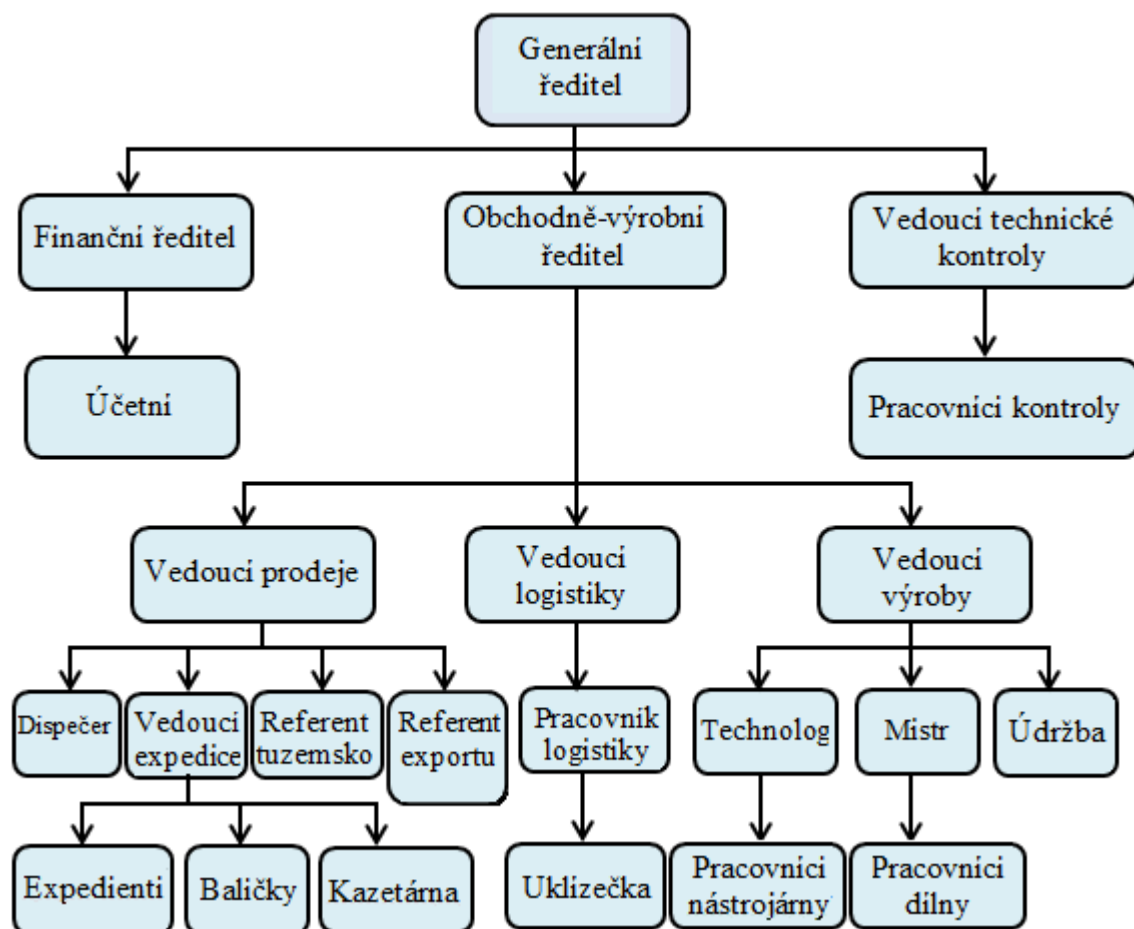 Generální
ředitel
Finanční ředitel
Obchodně-výrobní
ředitel
Vedoucí technické
kontroly
Účetní
Pracovníci kontroly
Vedoucí prodeje
Vedoucí
logistiky
Vedoucí
výroby
Dispečer
Vedoucí
expedice
Referent
tuzemsko
Referent
exportu
Pracovník
logistiky
Technolog
Mistr
Údržba
Expedienti
Baličky
Kazetárna
Uklízečka
Pracovníci
nástrojárny
Pracovníci
dílny